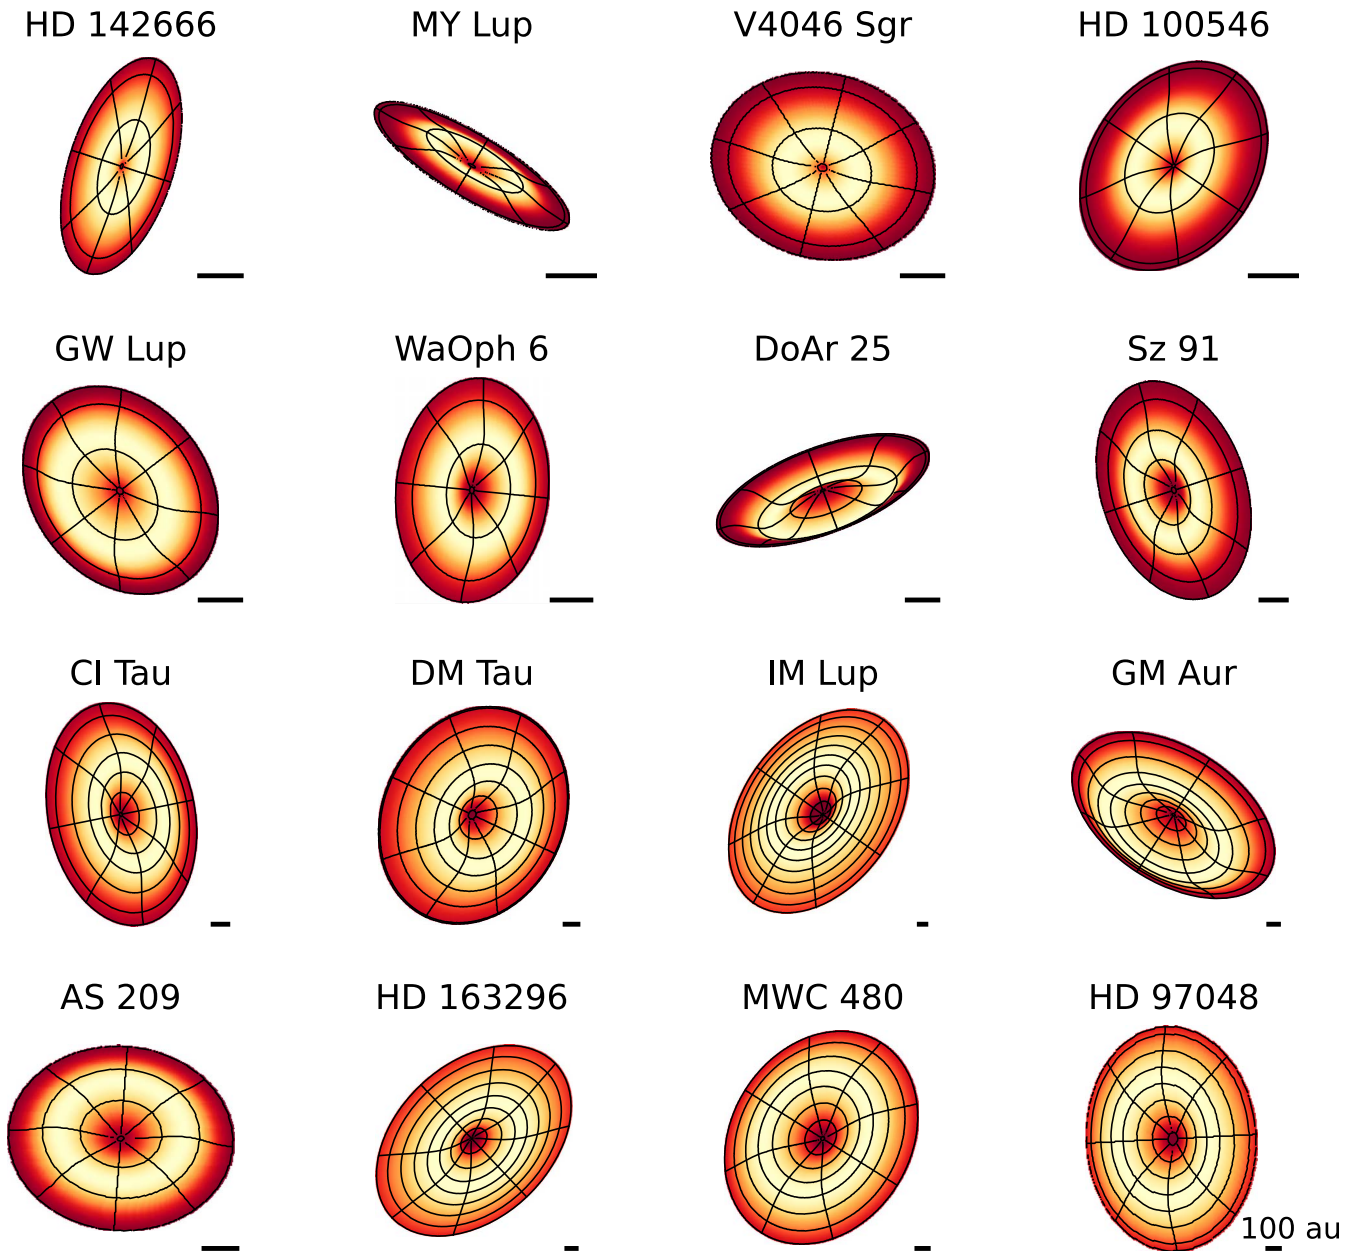 HD 142666
MY Lup
V4046 Sgr
HD 100546
GW Lup
WaOph 6
DoAr 25
Sz 91
CI Tau
DM Tau
IM Lup
GM Aur
AS 209
HD 163296
MWC 480
HD 97048
100 au